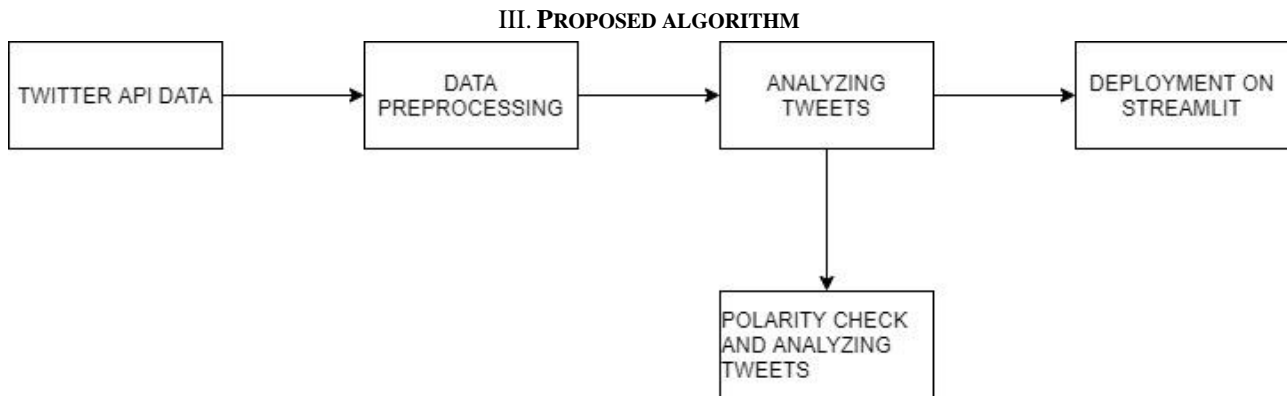 III. PROPOSED ALGORITHM
TWITTER API DATA
DATA
PREPROCESSING
ANALYZING
TWEETS
DEPLOYMENT ON
STREAMLIT
POLARITY CHECK
AND ANALYZING
TWEETS